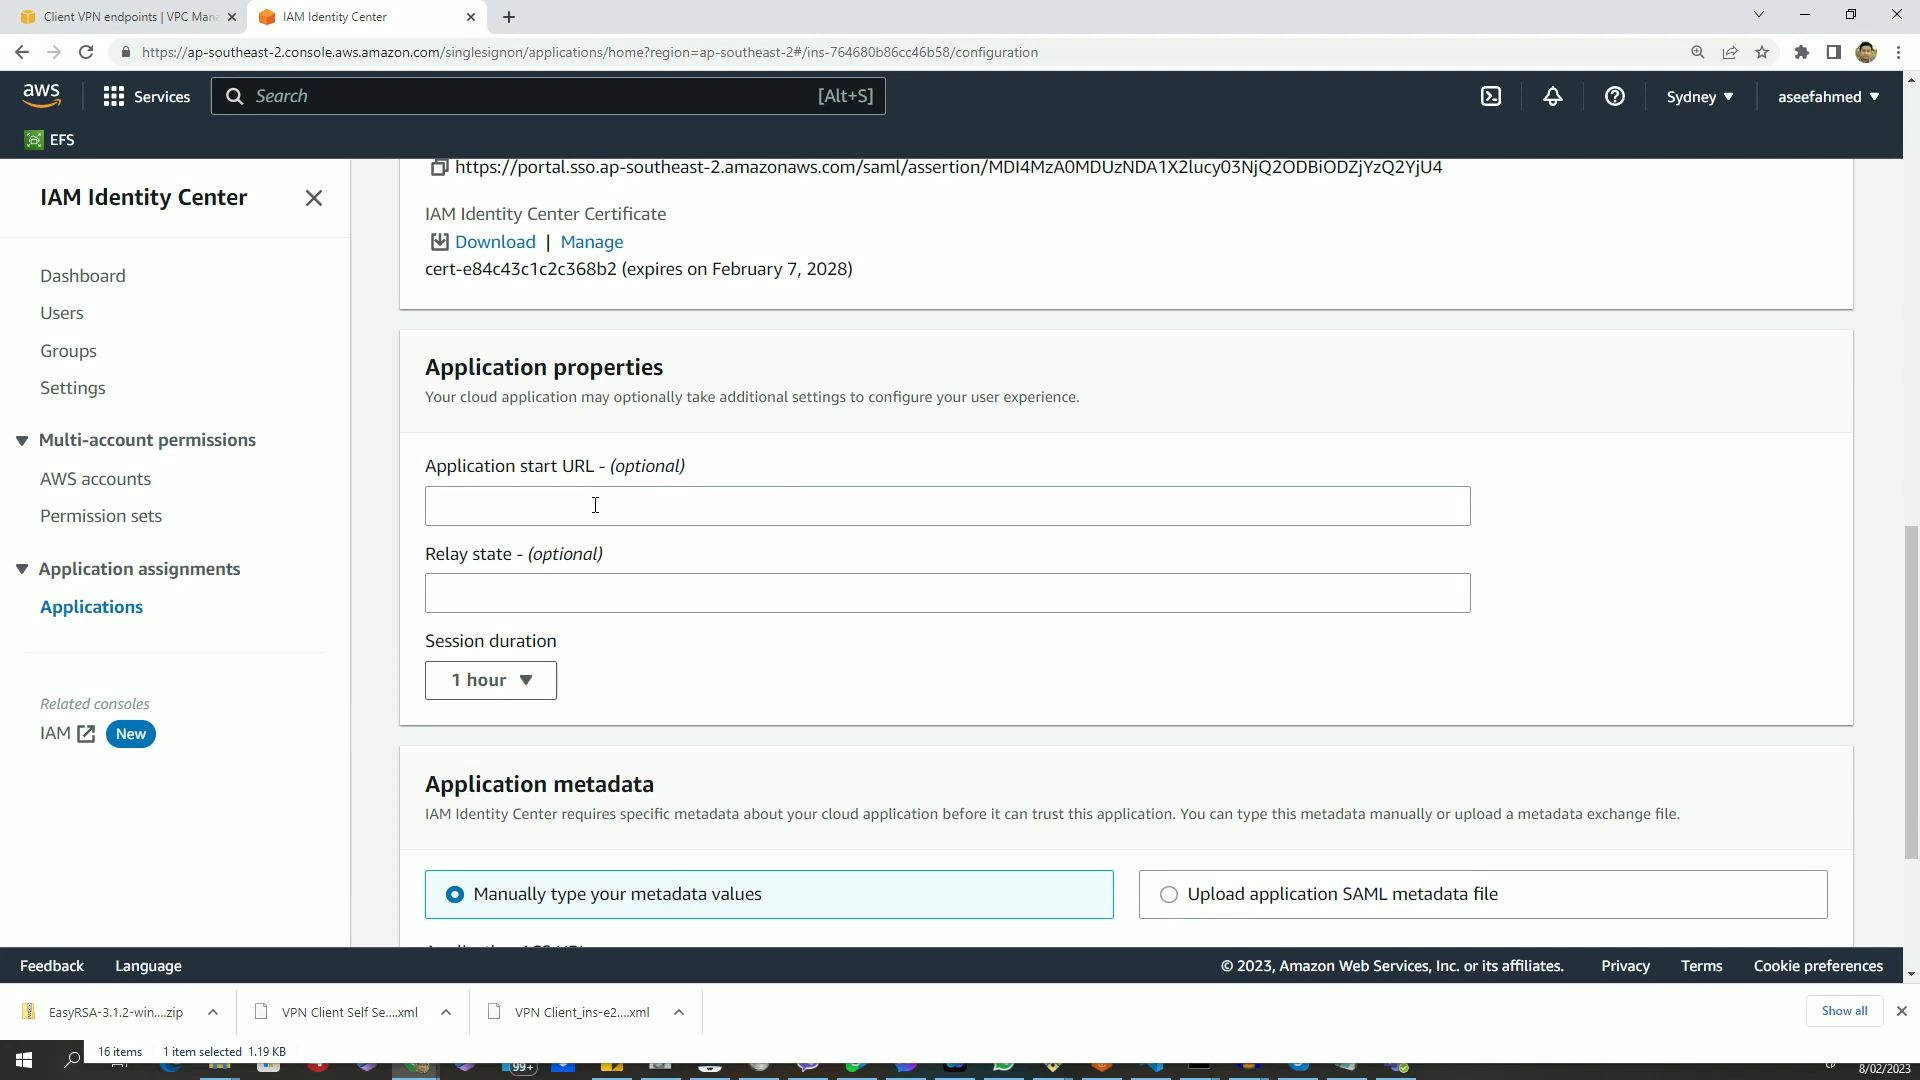 Client VPN endpoints | VPC Man
IAM Identity Center
https://ap-southeast-2.console.aws.amazon.com/singlesignon/applications/home?region=ap-southeast-2#/ins-764680b86cc46b58/configuration
aws
Services
Search
[Alt+S]
Sydney
aseefahmed
EFS
IAM Identity Center
Dashboard
Users
Groups
Settings
Multi-account permissions
AWS accounts
Permission sets
Application assignments
Applications
Related consoles
IAM
New
https://portal.sso.ap-southeast-2.amazonaws.com/saml/assertion/MDI4MzA0MDUzNDA1X2lucy03NjQ2ODBiODZjYzQ2YjU4
IAM Identity Center Certificate
Download | Manage
cert-e84c43c1c2c368b2 (expires on February 7, 2028)
Application properties
Your cloud application may optionally take additional settings to configure your user experience.
Application start URL - (optional)
Relay state - (optional)
Session duration
1 hour
Application metadata
IAM Identity Center requires specific metadata about your cloud application before it can trust this application. You can type this metadata manually or upload a metadata exchange file.
Manually type your metadata values
Upload application SAML metadata file
Feedback
Language
© 2023, Amazon Web Services, Inc. or its affiliates.
Privacy
Terms
Cookie preferences
EasyRSA-3.1.2-win....zip
VPN Client Self Se....xml
VPN Client_ins-e2....xml
Show all
16 items
1 item selected 1.19 KB
99+
8/02/2023